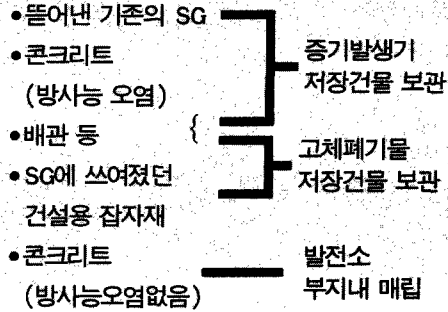 •뜯어낸 기존의 SG
•콘크리트
(방사능 오염)
•배관 등 {
•SG에 쓰여졌던
건설용 잡자재
•콘크리트
(방사능오염없음)
증기발생기
저장건물 보관
고체폐기물
저장건물 보관
발전소
부지내 매립